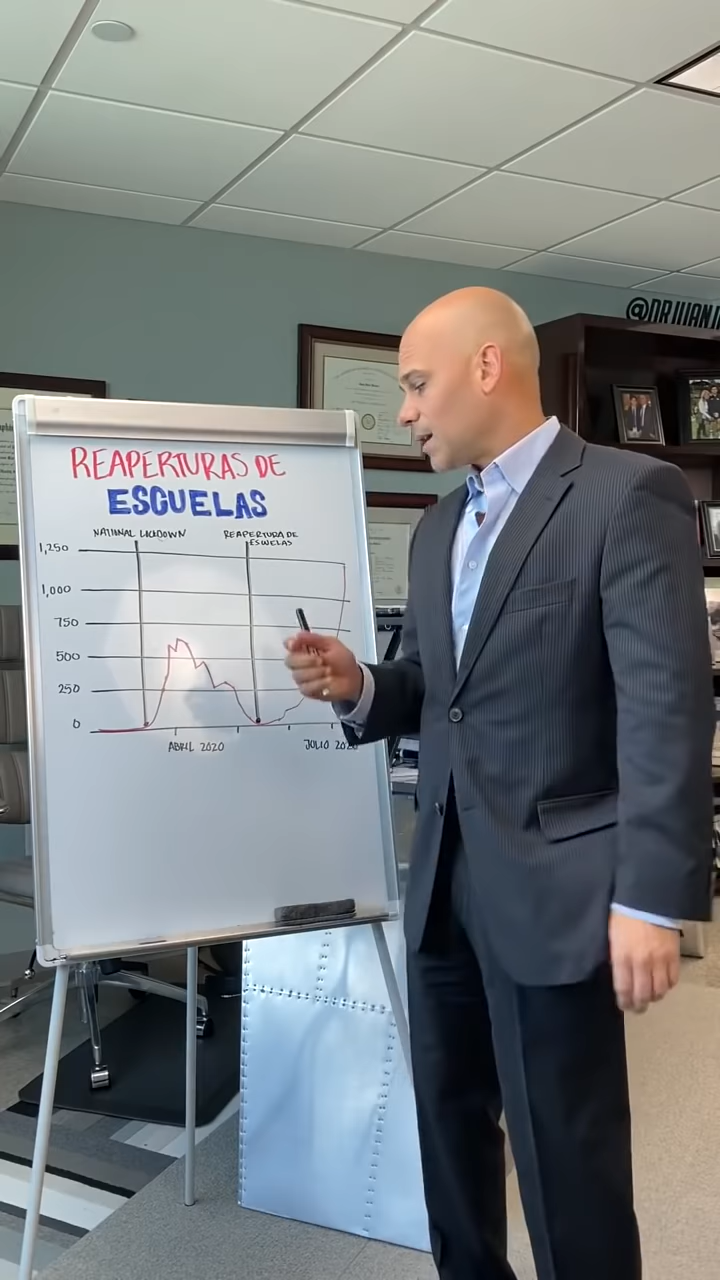 @DRJUANJ
REAPERTURAS DE
ESCUELAS
NATIONAL LOCKDOWN
REAPERTURA DE
ESCUELAS
1,250
1,000
750
500
250
0
ABRIL 2020
JULIO 2020